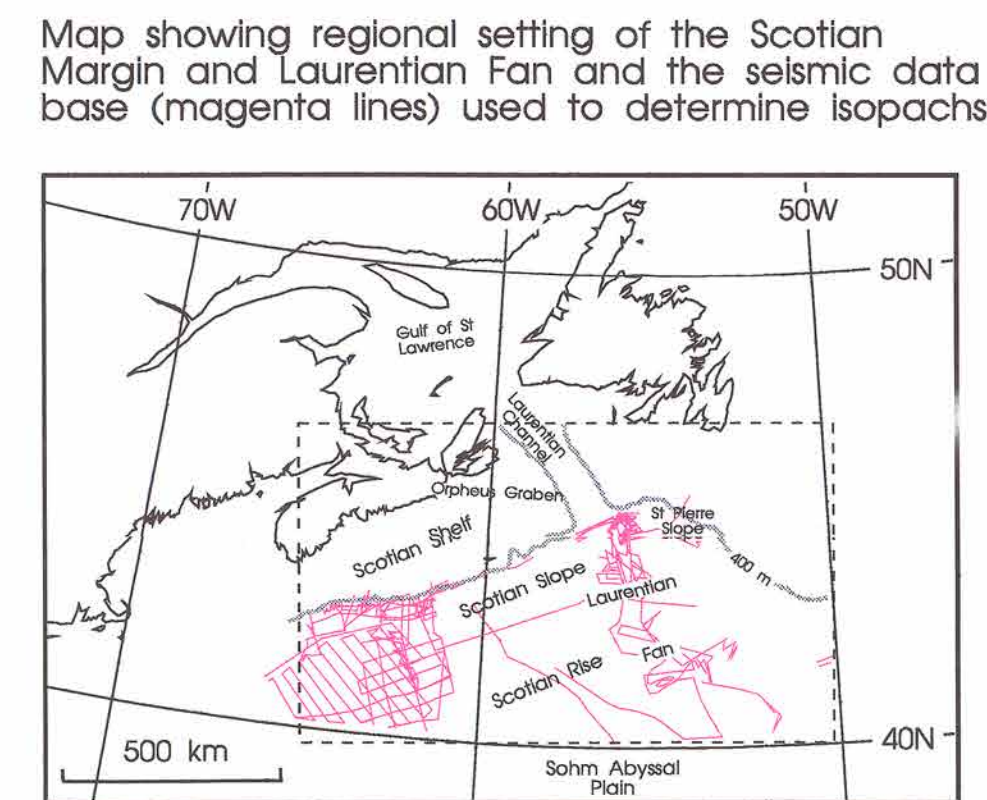 Map showing regional setting of the Scotian
Margin and Laurentian Fan and the seismic data
base (magenta lines) used to determine isopachs
70W
60W
50W
50N
Gulf of St
Lawrence
Laurentian
Channel
Orpheus Graben
St Pierre
Slope
Scotian Shelf
400 m
Scotian Slope
Laurentian
Fan
Scotian Rise
40N
500 km
Sohm Abyssal
Plain